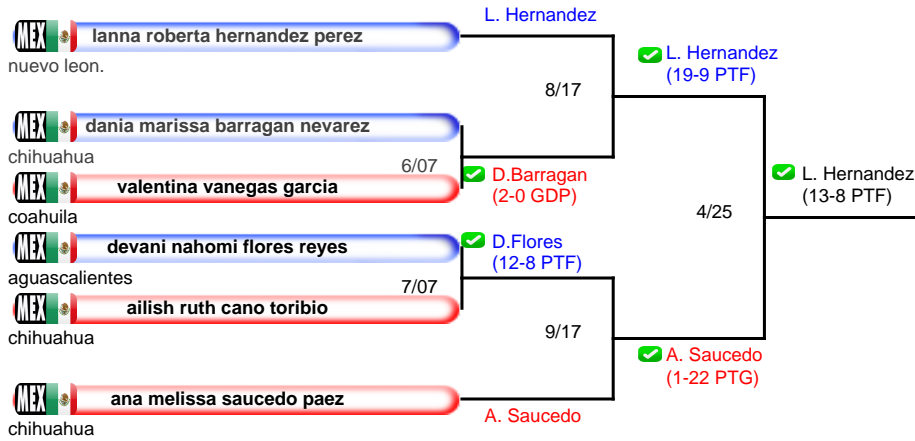 L. Hernandez
MEX lanna roberta hernandez perez
nuevo leon.
8/17
L. Hernandez
(19-9 PTF)
MEX dania marissa barragan nevarez
chihuahua
6/07
D.Barragan
(2-0 GDP)
MEX valentina vanegas garcia
coahuila
4/25
L. Hernandez
(13-8 PTF)
MEX devani nahomi flores reyes
aguascalientes
D.Flores
(12-8 PTF)
7/07
MEX ailish ruth cano toribio
chihuahua
9/17
A. Saucedo
(1-22 PTG)
MEX ana melissa saucedo paez
chihuahua
A. Saucedo